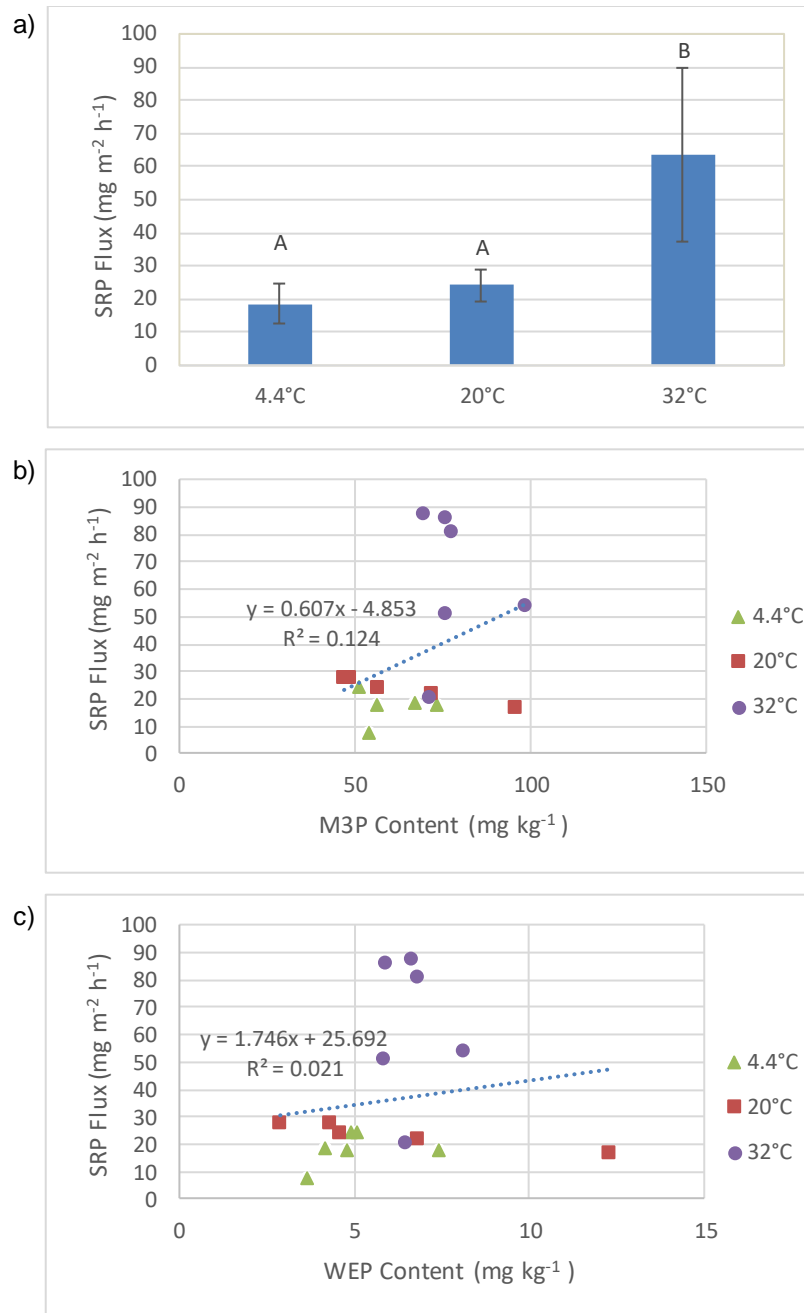 a)
100
90
80
70
60
50
40
30
20
10
0
SRP Flux (mg m⁻² h⁻¹)
A
A
B
4.4°C 20°C 32°C
b)
100
90
80
70
60
50
40
30
20
10
0
SRP Flux (mg m⁻² h⁻¹)
y = 0.607x - 4.853
R² = 0.124
4.4°C
20°C
32°C
0 50 100 150
M3P Content (mg kg⁻¹ )
c)
100
90
80
70
60
50
40
30
20
10
0
SRP Flux (mg m⁻² h⁻¹)
y = 1.746x + 25.692
R² = 0.021
4.4°C
20°C
32°C
0 5 10 15
WEP Content (mg kg⁻¹ )